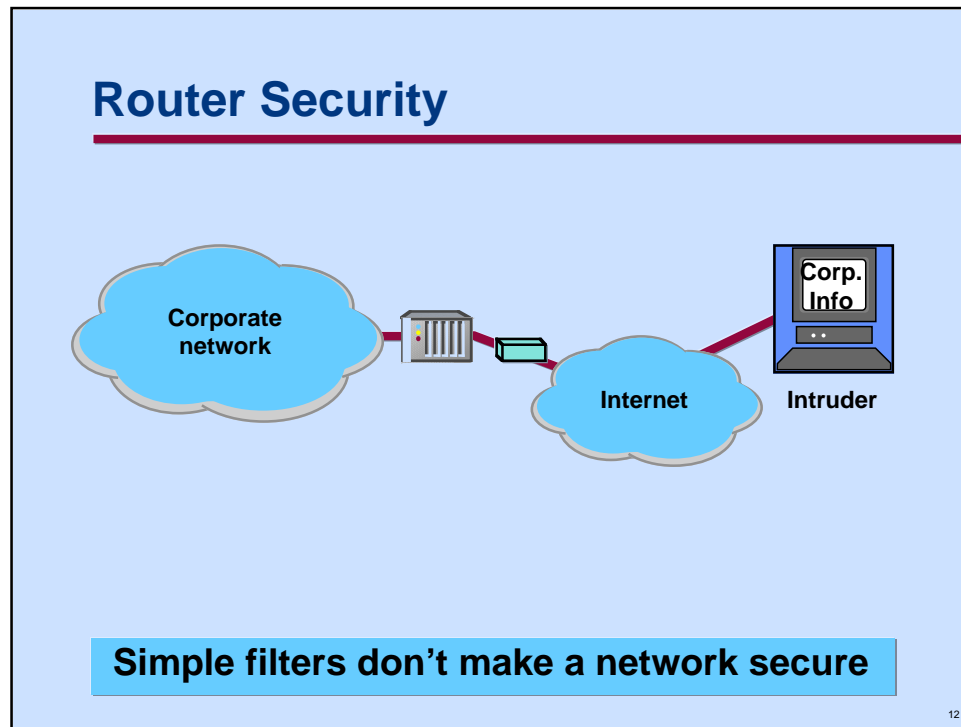 Router Security
Corporate
network
Internet
Corp.
Info
Intruder
Simple filters don't make a network secure
12